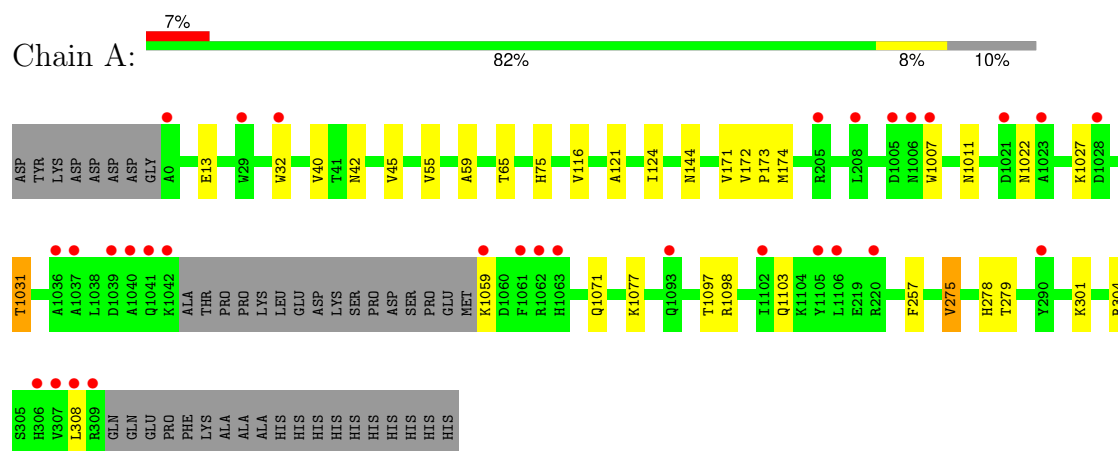 7%
Chain A:
82% 8% 10%
ASP TYR LYS ASP ASP ASP ASP GLY A0 E13 W29 W32 V40 T41 N42 V45 V55 A59 T65 H75 V116 A121 I124 N144 V171 V172 P173 M174 R205 L208 D1005 N1006 W1007 N1011 D1021 N1022 A1023 K1027 D1028
T1031 A1036 A1037 L1038 D1039 A1040 Q1041 K1042 ALA THR PRO PRO LYS LEU GLU ASP LYS SER PRO ASP SER PRO GLU MET K1059 D1060 F1061 R1062 H1063 Q1071 K1077 Q1093 T1097 R1098 I1102 Q1103 K1104 Y1105 L1106 E219 R220 F257 V275 H278 T279 Y290 K301
S305 H306 V307 L308 R309 GLN GLN GLU PRO PHE LYS ALA ALA ALA HIS HIS HIS HIS HIS HIS HIS HIS HIS HIS